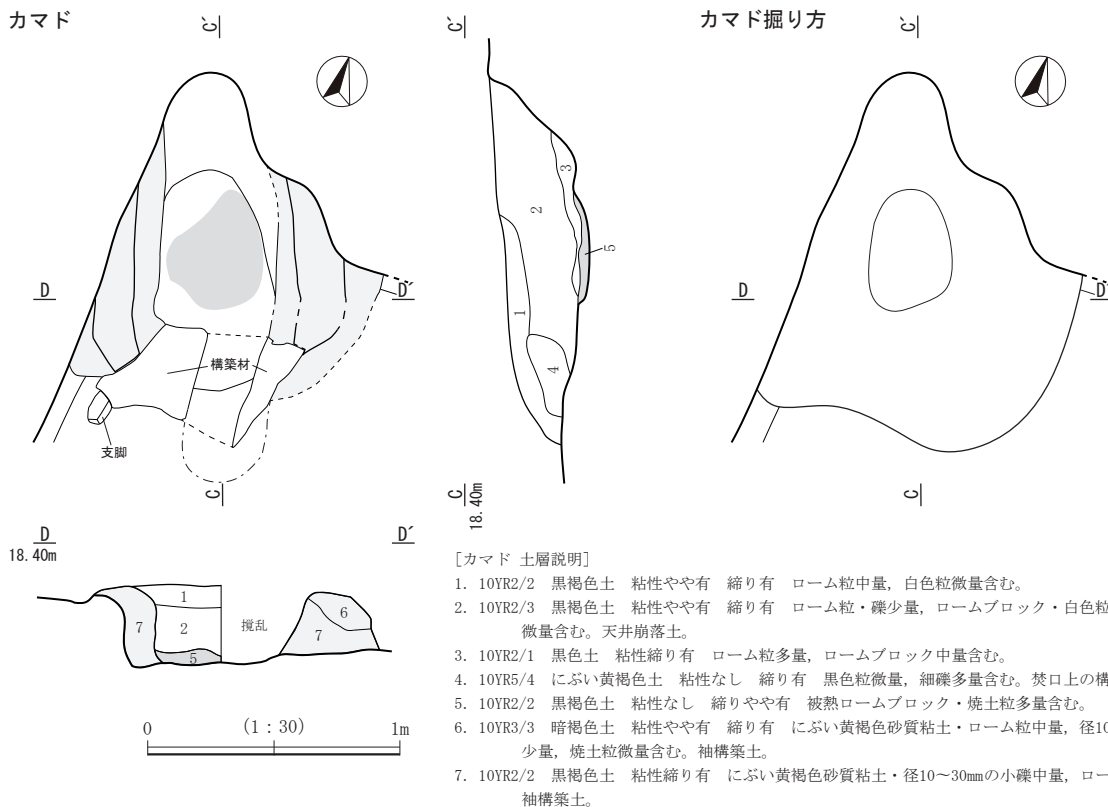 カマド
カマド掘り方
C′
C′
C′
D
D′
D
D′
構築材
支脚
C
C
18.40m
C
1
2
3
4
5
D
D′
18.40m
1
2
5
6
7
7
撹乱
0
(1：30)
1m
[カマド 土層説明]
1. 10YR2/2 黒褐色土 粘性やや有 締り有 ローム粒中量，白色粒微量含む。
2. 10YR2/3 黒褐色土 粘性やや有 締り有 ローム粒・礫少量，ロームブロック・白色粒
微量含む。天井崩落土。
3. 10YR2/1 黒色土 粘性締り有 ローム粒多量，ロームブロック中量含む。
4. 10YR5/4 にぶい黄褐色土 粘性なし 締り有 黒色粒微量，細礫多量含む。焚口上の構
5. 10YR2/2 黒褐色土 粘性なし 締りやや有 被熱ロームブロック・焼土粒多量含む。
6. 10YR3/3 暗褐色土 粘性やや有 締り有 にぶい黄褐色砂質粘土・ローム粒中量，径10
少量，焼土粒微量含む。袖構築土。
7. 10YR2/2 黒褐色土 粘性締り有 にぶい黄褐色砂質粘土・径10～30mmの小礫中量，ロー
袖構築土。